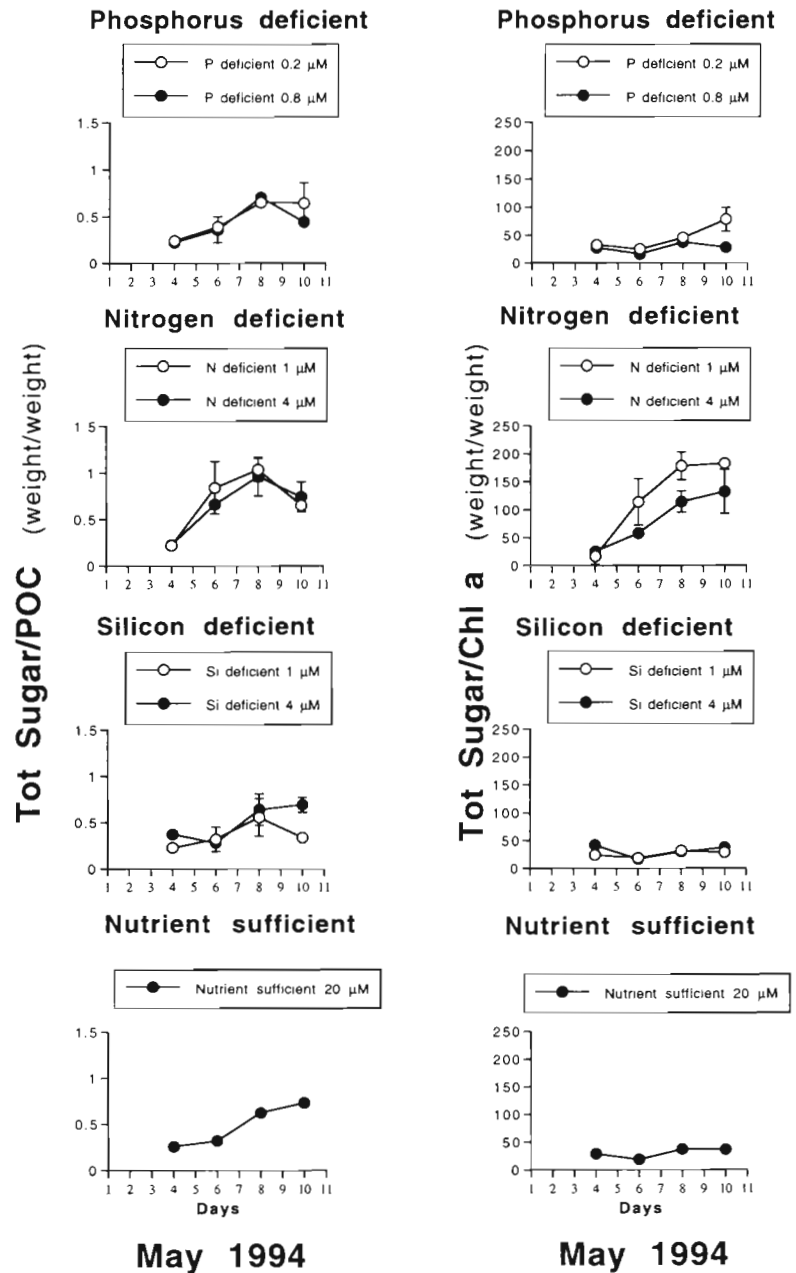 Phosphorus deficient
P deficient 0.2 µM
P deficient 0.8 µM
1.5
1
0.5
0
1 2 3 4 5 6 7 8 9 10 11
Nitrogen deficient
N deficient 1 µM
N deficient 4 µM
1.5
1
0.5
0
1 2 3 4 5 6 7 8 9 10 11
Silicon deficient
Si deficient 1 µM
Si deficient 4 µM
1.5
1
0.5
0
1 2 3 4 5 6 7 8 9 10 11
Nutrient sufficient
Nutrient sufficient 20 µM
1.5
1
0.5
0
1 2 3 4 5 6 7 8 9 10 11
Days
May 1994
Tot Sugar/POC (weight/weight)
Phosphorus deficient
P deficient 0.2 µM
P deficient 0.8 µM
250
200
150
100
50
0
1 2 3 4 5 6 7 8 9 10 11
Nitrogen deficient
N deficient 1 µM
N deficient 4 µM
250
200
150
100
50
0
1 2 3 4 5 6 7 8 9 10 11
Silicon deficient
Si deficient 1 µM
Si deficient 4 µM
250
200
150
100
50
0
1 2 3 4 5 6 7 8 9 10 11
Nutrient sufficient
Nutrient sufficient 20 µM
250
200
150
100
50
0
1 2 3 4 5 6 7 8 9 10 11
Days
May 1994
Tot Sugar/Chl a (weight/weight)